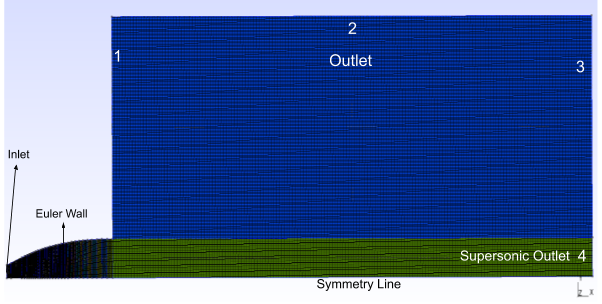 2
1
Outlet
3
Inlet
Euler Wall
Supersonic Outlet 4
Symmetry Line
z x